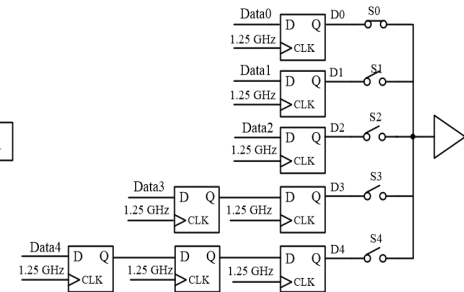 Data0 D Q D0 S0
1.25 GHz CLK
Data1 D Q D1 S1
1.25 GHz CLK
Data2 D Q D2 S2
1.25 GHz CLK
Data3 D Q D Q D3 S3
1.25 GHz CLK 1.25 GHz CLK
Data4 D Q D Q D Q D4 S4
1.25 GHz CLK 1.25 GHz CLK 1.25 GHz CLK